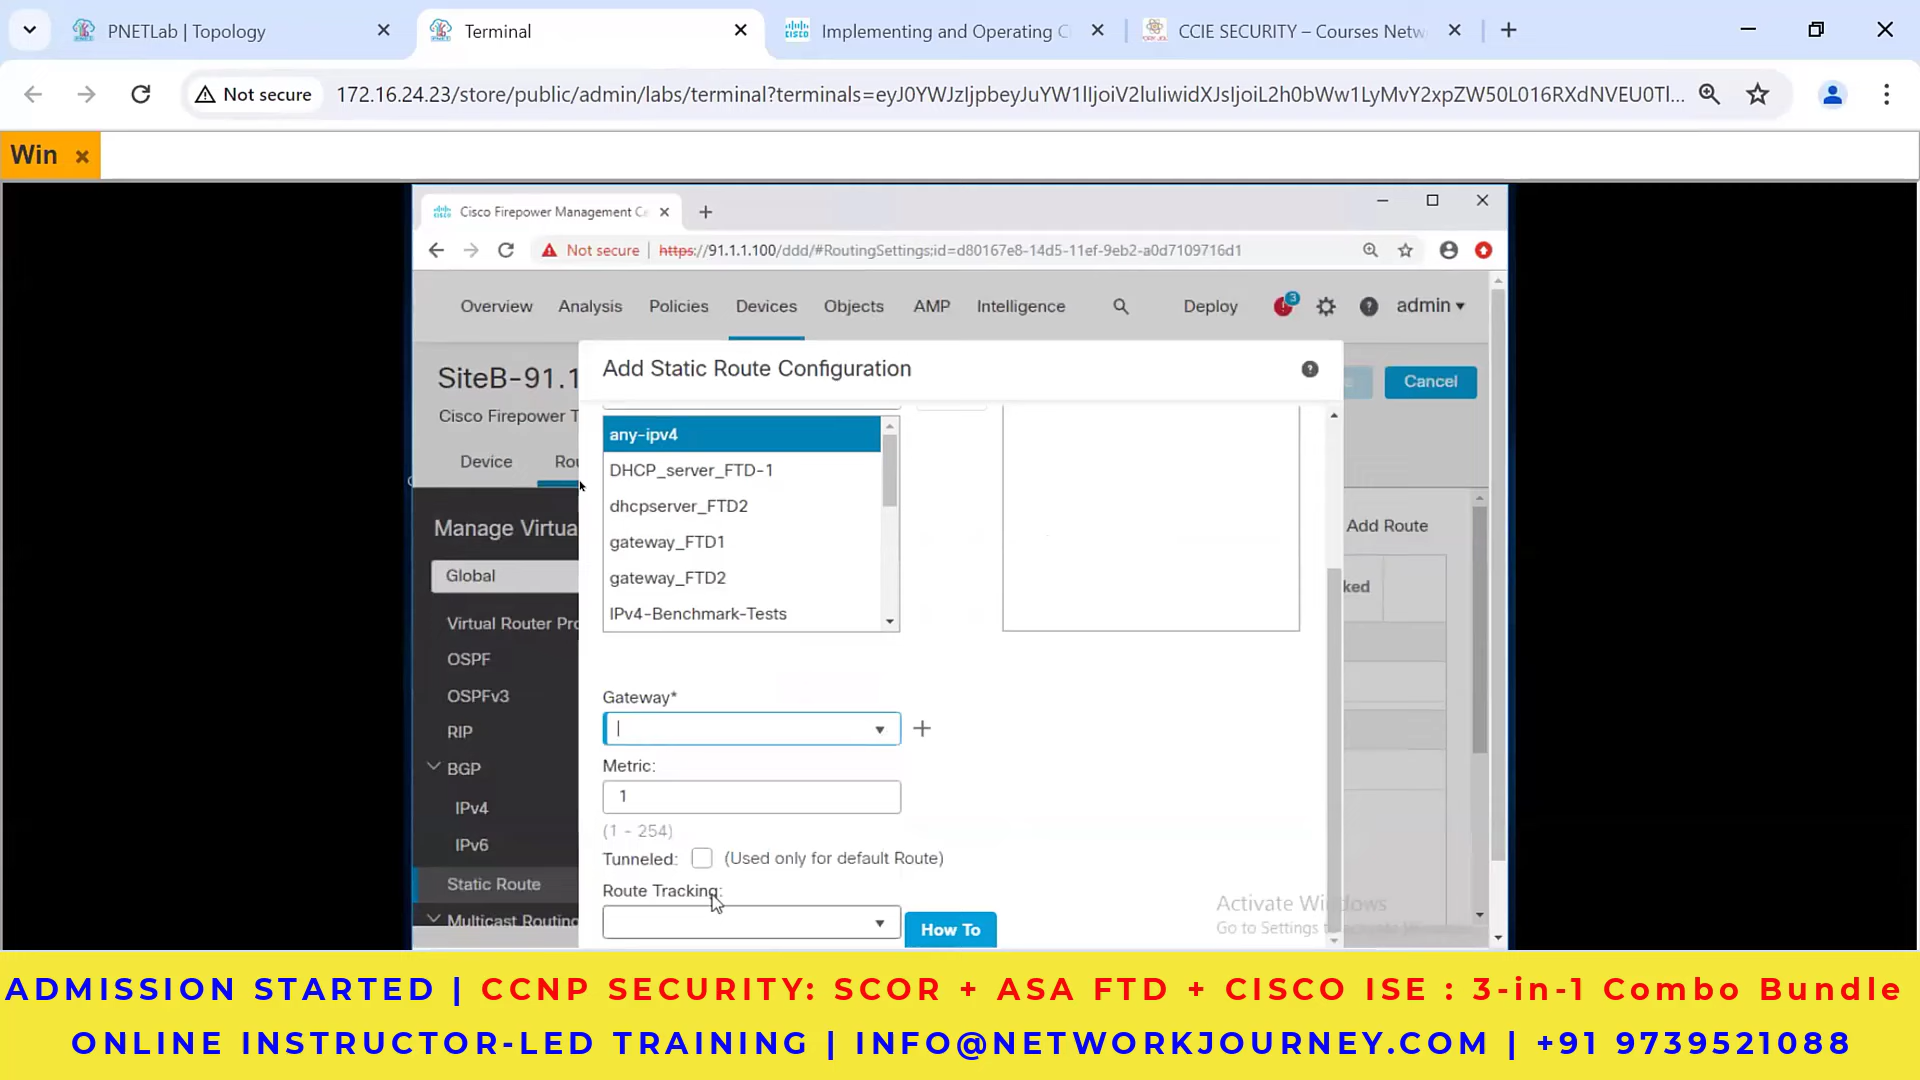 PNETLab | Topology
Terminal
Implementing and Operating C
CCIE SECURITY – Courses Netw
Not secure
172.16.24.23/store/public/admin/labs/terminal?terminals=eyJ0YWJzIjpbeyJuYW1lIjoiV2luIiwidXJsIjoiL2h0bWw1LyMvY2xpZW50L016RXdNVEU0Tl...
Win
Cisco Firepower Management Ce
Not secure
https://91.1.1.100/ddd/#RoutingSettings;id=d80167e8-14d5-11ef-9eb2-a0d7109716d1
Overview
Analysis
Policies
Devices
Objects
AMP
Intelligence
Deploy
3
admin
SiteB-91.1
Cisco Firepower T
Cancel
Device
Rou
Add Static Route Configuration
any-ipv4
DHCP_server_FTD-1
dhcpserver_FTD2
gateway_FTD1
gateway_FTD2
IPv4-Benchmark-Tests
Manage Virtua
Global
Virtual Router Pro
OSPF
OSPFv3
RIP
BGP
IPv4
IPv6
Static Route
Multicast Routing
Add Route
ked
Gateway*
Metric:
1
(1 - 254)
Tunneled:
(Used only for default Route)
Route Tracking:
How To
Activate Windows
Go to Settings t
ADMISSION STARTED | CCNP SECURITY: SCOR + ASA FTD + CISCO ISE : 3-in-1 Combo Bundle
ONLINE INSTRUCTOR-LED TRAINING | INFO@NETWORKJOURNEY.COM | +91 9739521088